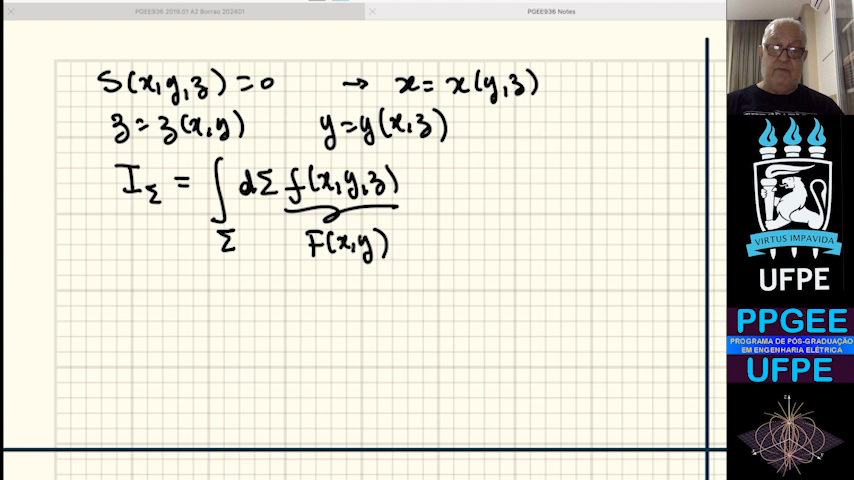 PGEE936 2019.01 A2 Borrao 202401
PGEE936 Notes
S(x,y,z)=0 → x = x(y,z)
z = z(x,y) y = y(x,z)
I_Σ = ∫_Σ dΣ f(x,y,z)
F(x,y)
VIRTUS IMPAVIDA
UFPE
PPGEE
PROGRAMA DE PÓS-GRADUAÇÃO
EM ENGENHARIA ELÉTRICA
UFPE